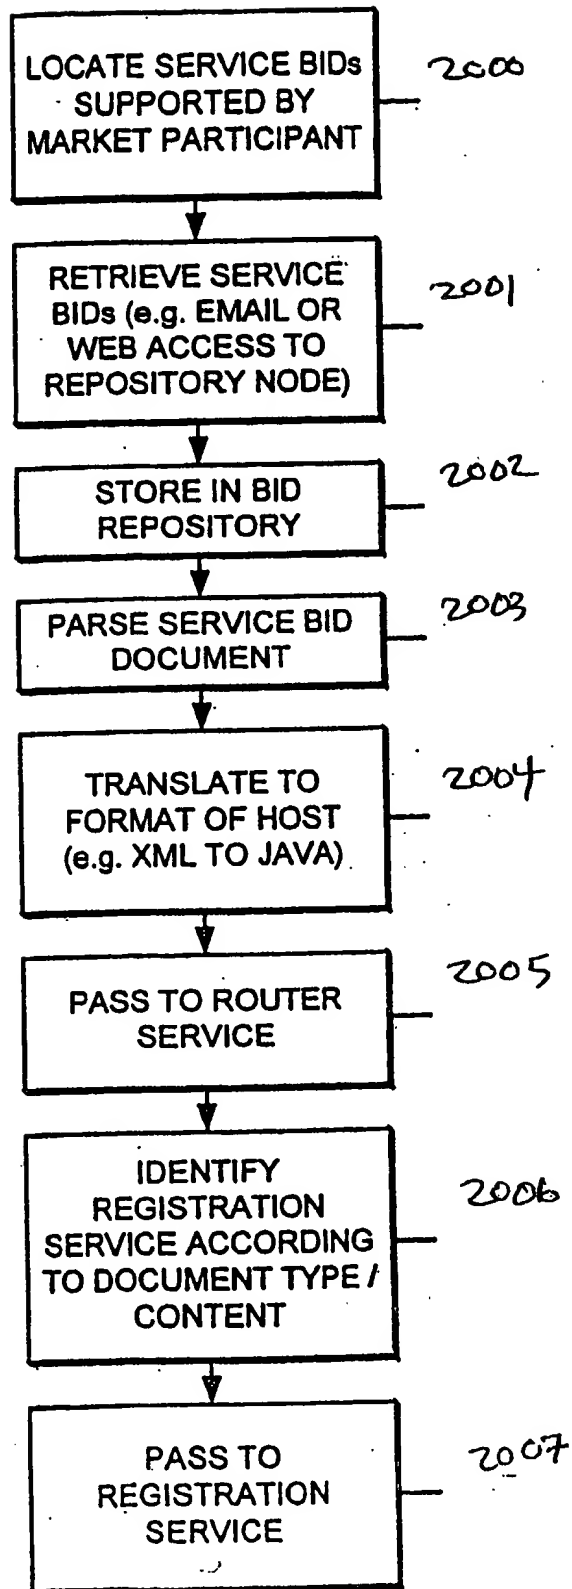 LOCATE SERVICE BIDs
SUPPORTED BY
MARKET PARTICIPANT
2000
RETRIEVE SERVICE
BIDs (e.g. EMAIL OR
WEB ACCESS TO
REPOSITORY NODE)
2001
STORE IN BID
REPOSITORY
2002
PARSE SERVICE BID
DOCUMENT
2003
TRANSLATE TO
FORMAT OF HOST
(e.g. XML TO JAVA)
2004
PASS TO ROUTER
SERVICE
2005
IDENTIFY
REGISTRATION
SERVICE ACCORDING
TO DOCUMENT TYPE /
CONTENT
2006
PASS TO
REGISTRATION
SERVICE
2007